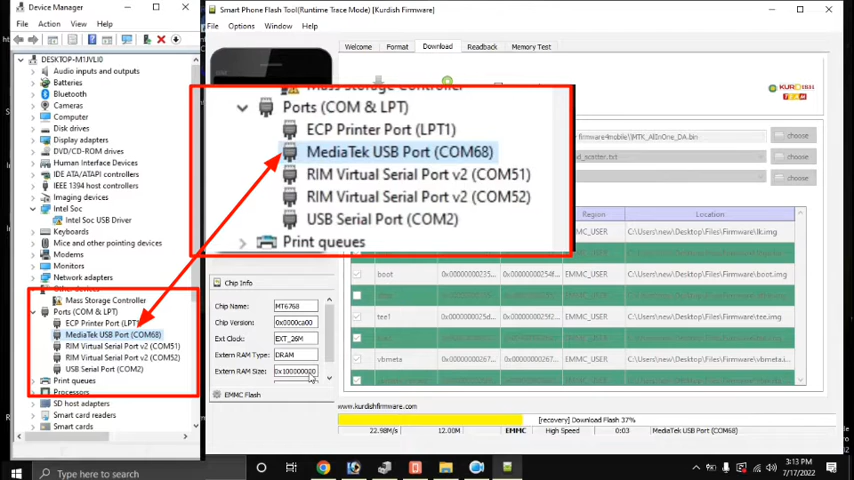 Device Manager
File Action View Help
DESKTOP-M1JVLI0
Audio inputs and outputs
Batteries
Bluetooth
Cameras
Computer
Disk drives
Display adapters
DVD/CD-ROM drives
Human Interface Devices
IDE ATA/ATAPI controllers
IEEE 1394 host controllers
Imaging devices
Intel Soc
Intel Soc USB Driver
Keyboards
Mice and other pointing devices
Modems
Monitors
Network adapters
Other devices
Mass Storage Controller
Ports (COM & LPT)
ECP Printer Port (LPT1)
MediaTek USB Port (COM68)
RIM Virtual Serial Port v2 (COM51)
RIM Virtual Serial Port v2 (COM52)
USB Serial Port (COM2)
Print queues
Processors
SD host adapters
Smart card readers
Smart cards
Smart Phone Flash Tool(Runtime Trace Mode) [Kurdish Firmware]
File Options Window Help
Welcome Format Download Readback Memory Test
Mass Storage Controller
Ports (COM & LPT)
ECP Printer Port (LPT1)
MediaTek USB Port (COM68)
RIM Virtual Serial Port v2 (COM51)
RIM Virtual Serial Port v2 (COM52)
USB Serial Port (COM2)
Print queues
firmware4mobile\MTK_AllInOne_DA.bin choose
_scatter.txt choose
choose
Region Location
EMMC_USER C:\Users\new\Desktop\Files\Firmware\lk.img
boot 0x0000000235... 0x0000000254f... EMMC_USER C:\Users\new\Desktop\Files\Firmware\boot.img
tee1 EMMC_USER C:\Users\new\Desktop\Files\Firmware\tee.img
vbmeta 0x0000000267... EMMC_USER C:\Users\new\Desktop\Files\Firmware\vbmeta.i...
Chip Info
Chip Name: MT6768
Chip Version: 0x0000ca00
Ext Clock: EXT_26M
Extern RAM Type: DRAM
Extern RAM Size: 0x100000000
EMMC Flash
www.kurdishfirmware.com
[recovery] Download Flash 37%
22.98M/s 12.00M EMMC High Speed 0:03 MediaTek USB Port (COM68)
Type here to search
3:13 PM
7/17/2022